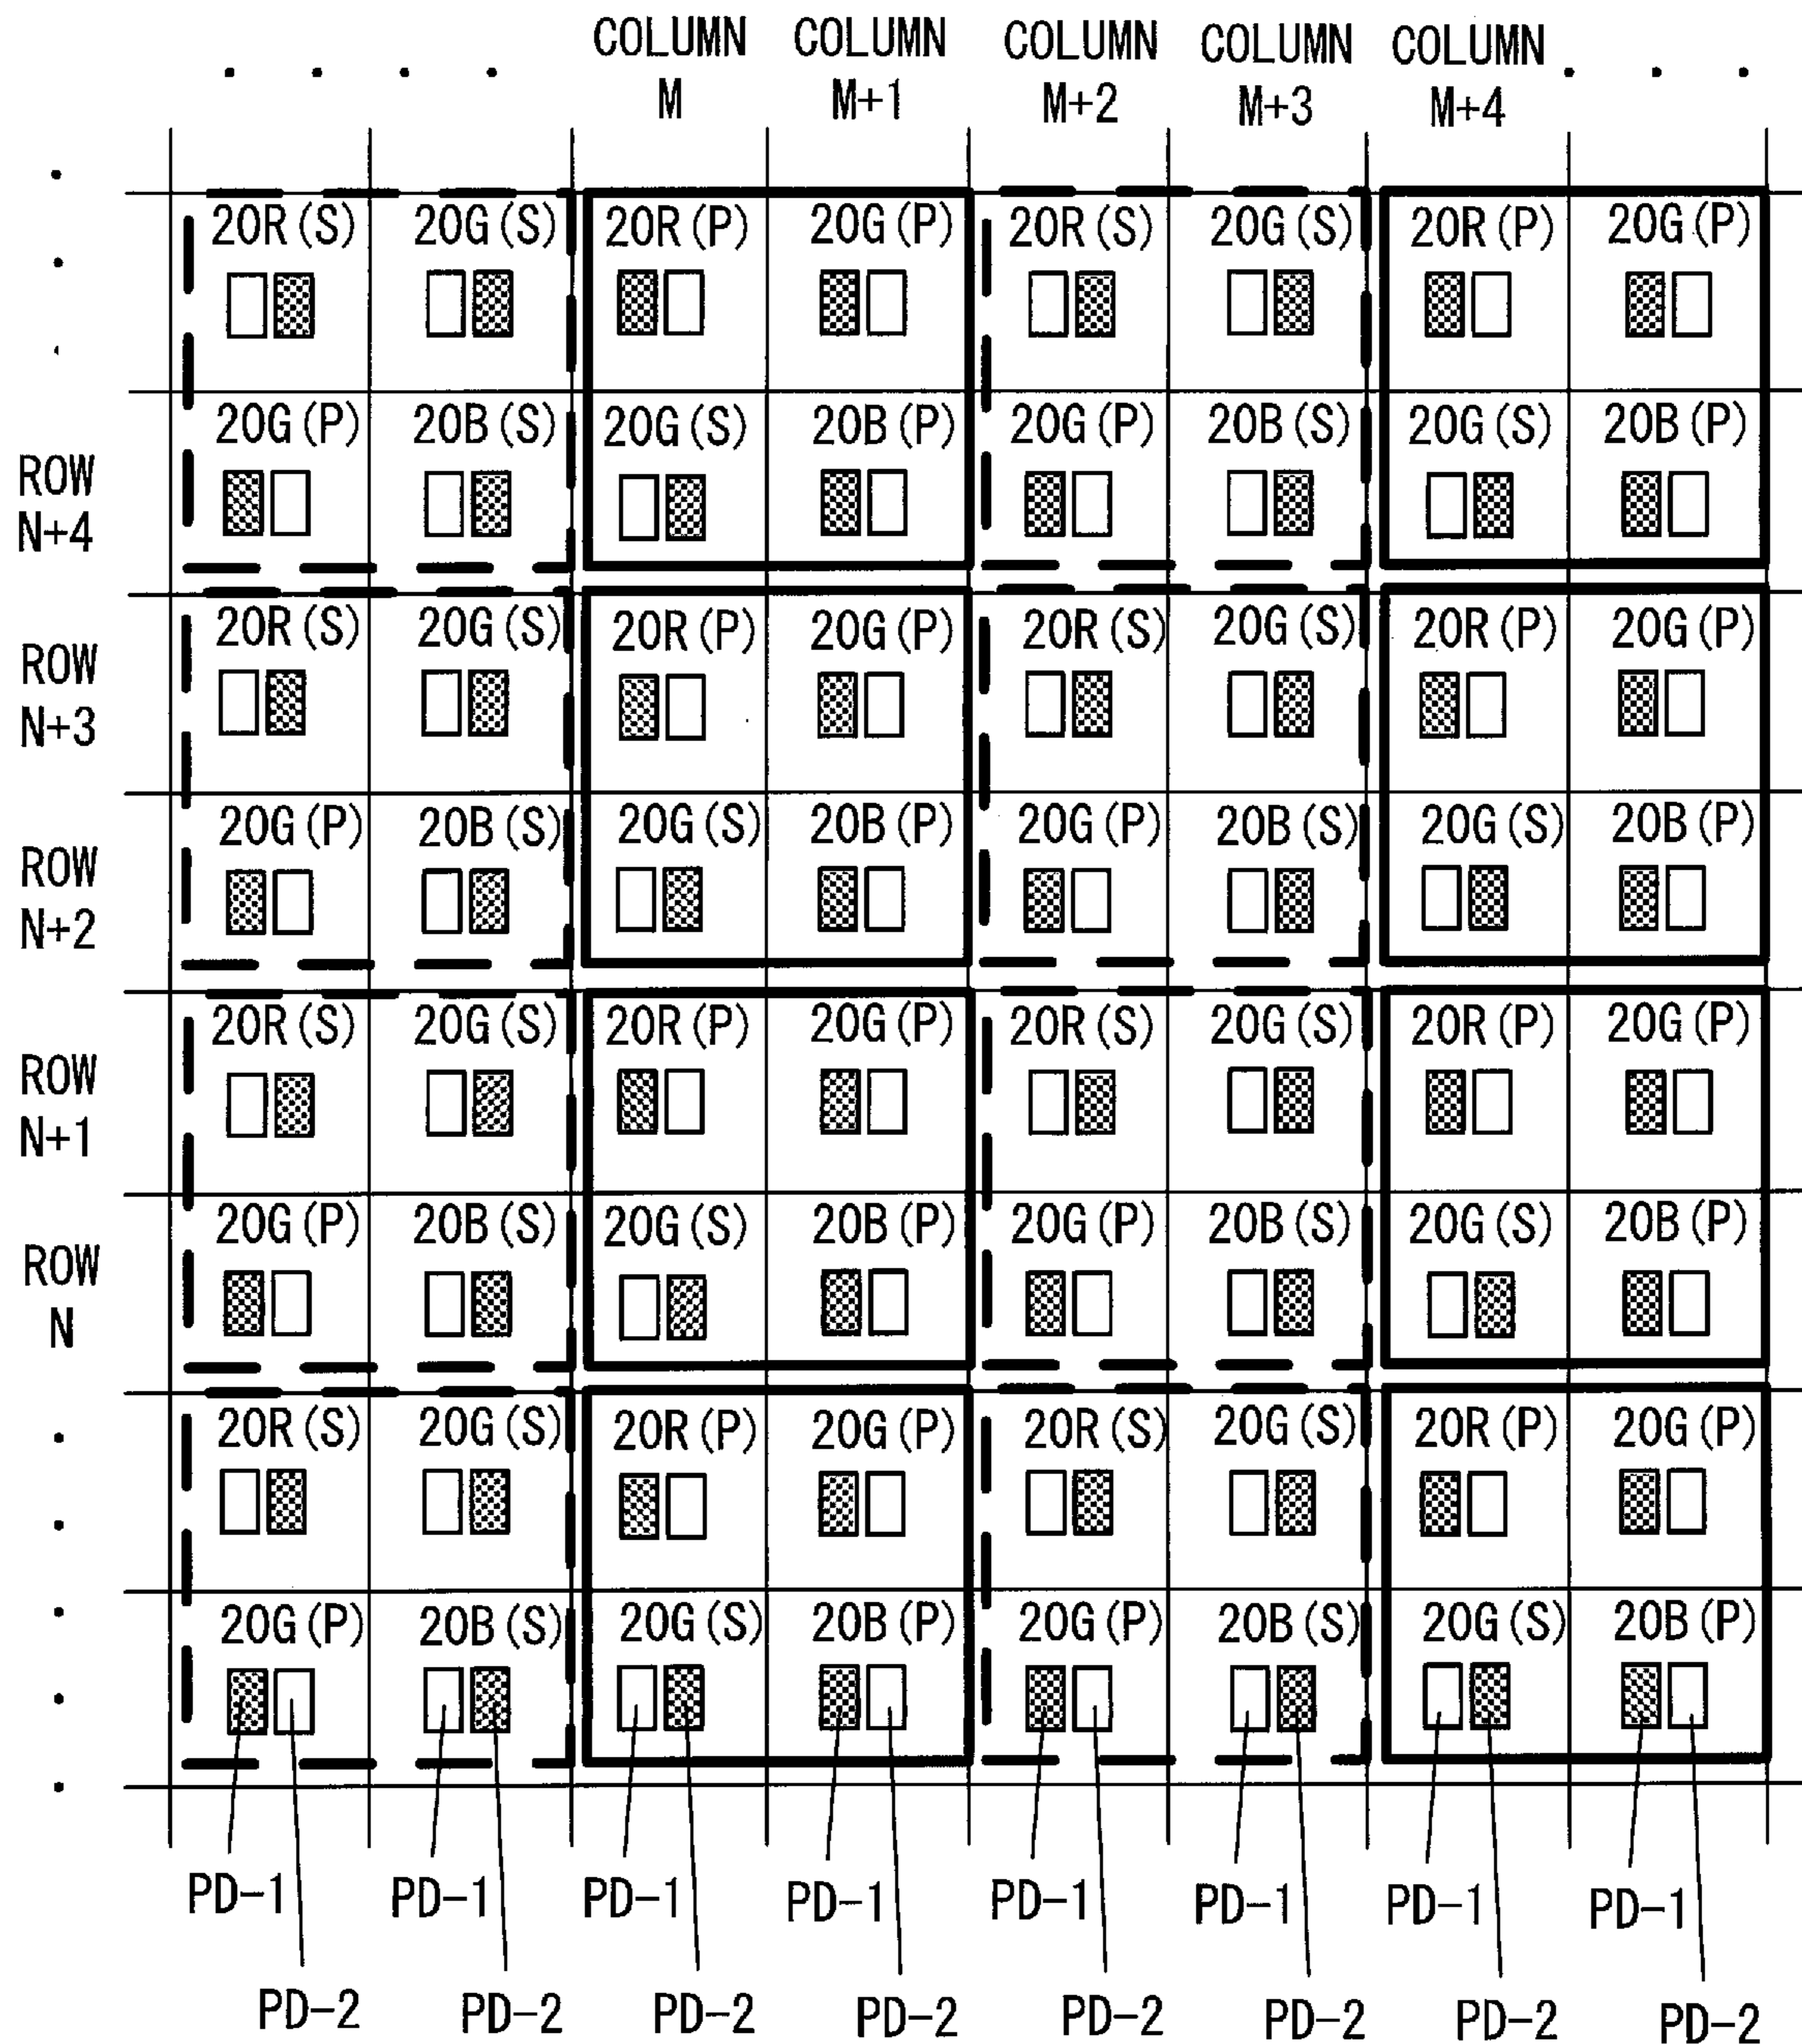 COLUMN COLUMN COLUMN COLUMN COLUMN
M M+1 M+2 M+3 M+4
20R(S) 20G(S) 20R(P) 20G(P) 20R(S) 20G(S) 20R(P) 20G(P)
20G(P) 20B(S) 20G(S) 20B(P) 20G(P) 20B(S) 20G(S) 20B(P)
ROW
N+4
20R(S) 20G(S) 20R(P) 20G(P) 20R(S) 20G(S) 20R(P) 20G(P)
ROW
N+3
20G(P) 20B(S) 20G(S) 20B(P) 20G(P) 20B(S) 20G(S) 20B(P)
ROW
N+2
20R(S) 20G(S) 20R(P) 20G(P) 20R(S) 20G(S) 20R(P) 20G(P)
ROW
N+1
20G(P) 20B(S) 20G(S) 20B(P) 20G(P) 20B(S) 20G(S) 20B(P)
ROW
N
20R(S) 20G(S) 20R(P) 20G(P) 20R(S) 20G(S) 20R(P) 20G(P)
20G(P) 20B(S) 20G(S) 20B(P) 20G(P) 20B(S) 20G(S) 20B(P)
PD-1 PD-1 PD-1 PD-1 PD-1 PD-1 PD-1 PD-1
PD-2 PD-2 PD-2 PD-2 PD-2 PD-2 PD-2 PD-2